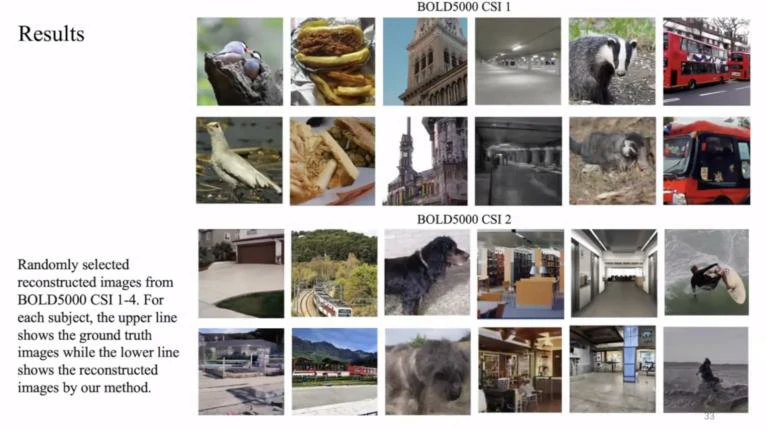 BOLD5000 CSI 1
Results
BOLD5000 CSI 2
Randomly selected
reconstructed images from
BOLD5000 CSI 1-4. For
each subject, the upper line
shows the ground truth
images while the lower line
shows the reconstructed
images by our method.
33